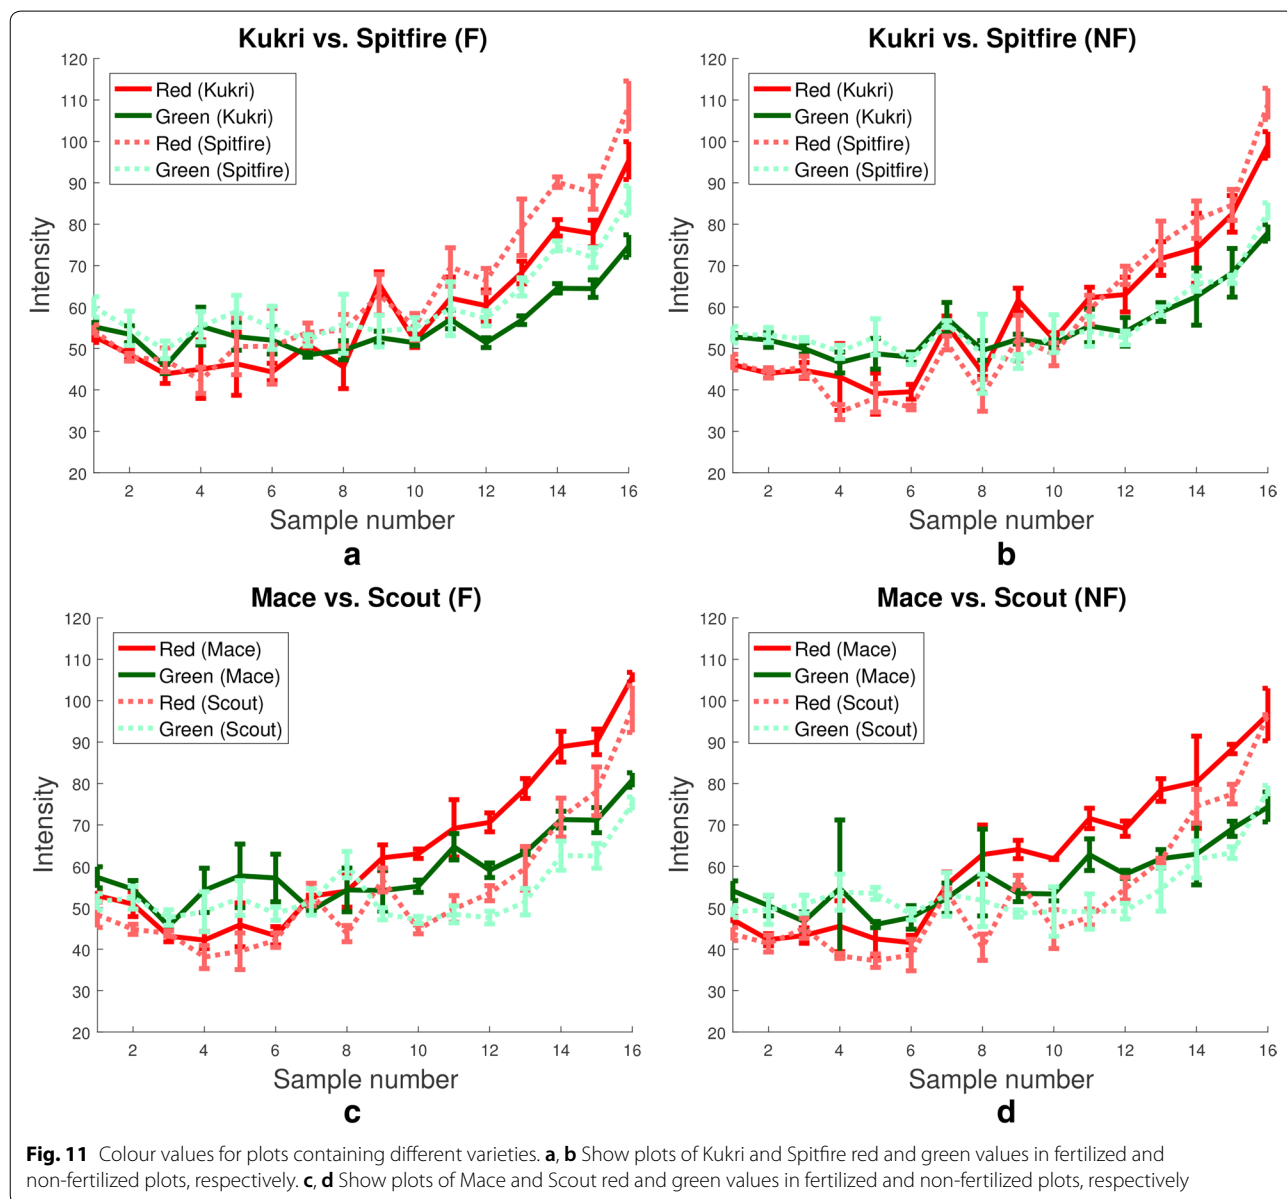 Kukri vs. Spitfire (F)
120
110
100
90
80
70
60
50
40
30
20
Intensity
Red (Kukri)
Green (Kukri)
Red (Spitfire)
Green (Spitfire)
2 4 6 8 10 12 14 16
Sample number
a
Kukri vs. Spitfire (NF)
120
110
100
90
80
70
60
50
40
30
20
Intensity
Red (Kukri)
Green (Kukri)
Red (Spitfire)
Green (Spitfire)
2 4 6 8 10 12 14 16
Sample number
b
Mace vs. Scout (F)
120
110
100
90
80
70
60
50
40
30
20
Intensity
Red (Mace)
Green (Mace)
Red (Scout)
Green (Scout)
2 4 6 8 10 12 14 16
Sample number
c
Mace vs. Scout (NF)
120
110
100
90
80
70
60
50
40
30
20
Intensity
Red (Mace)
Green (Mace)
Red (Scout)
Green (Scout)
2 4 6 8 10 12 14 16
Sample number
d
Fig. 11 Colour values for plots containing different varieties. a, b Show plots of Kukri and Spitfire red and green values in fertilized and
non-fertilized plots, respectively. c, d Show plots of Mace and Scout red and green values in fertilized and non-fertilized plots, respectively